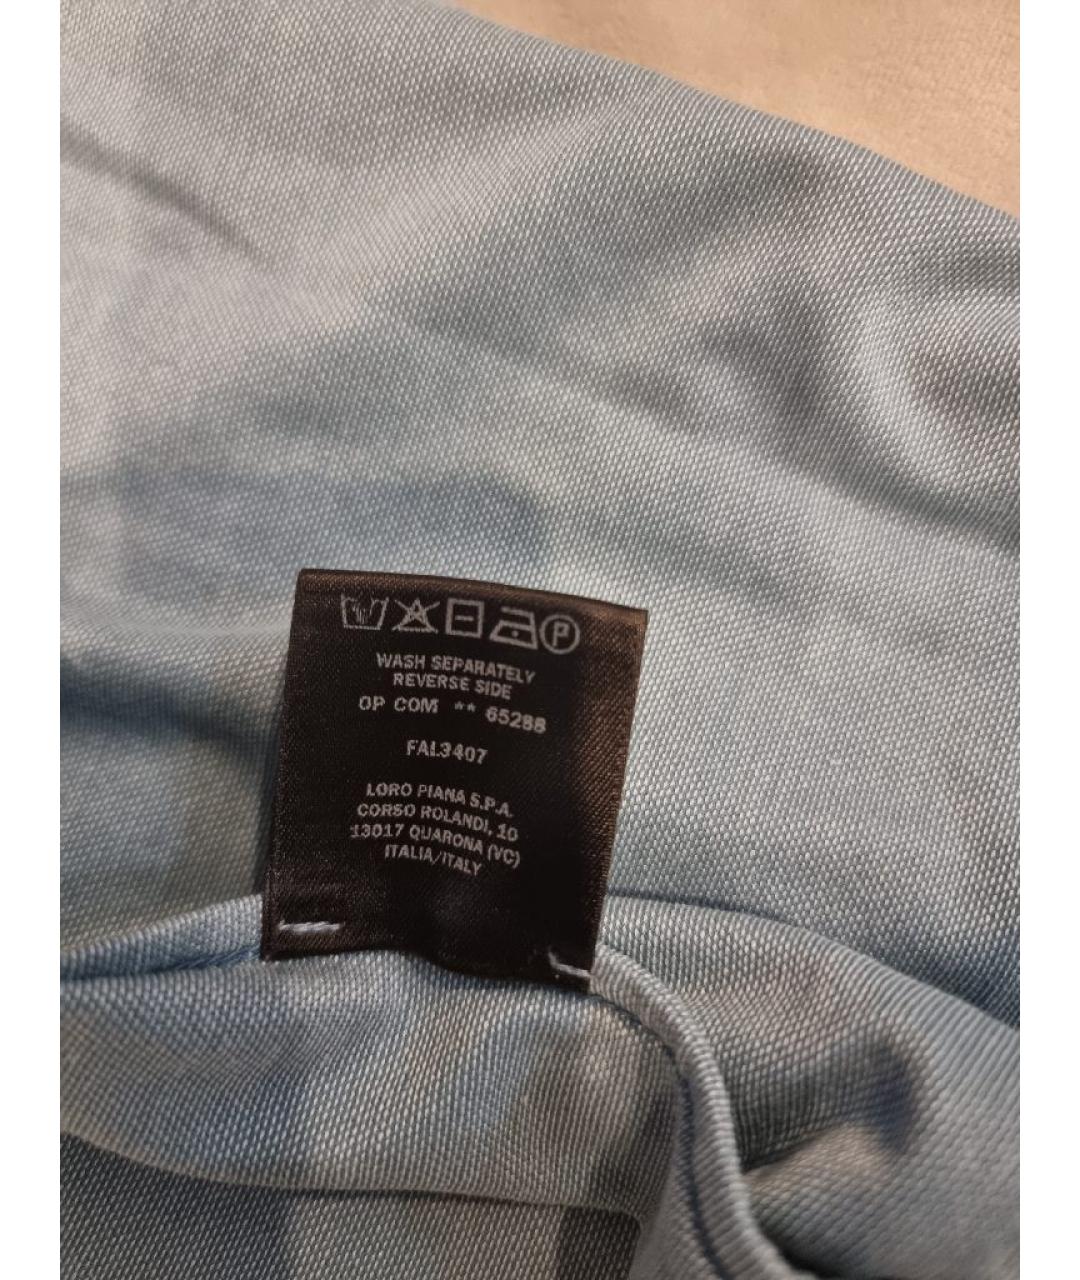 P
WASH SEPARATELY
REVERSE SIDE
OP COM ** 65288
FAL3407
LORO PIANA S.P.A.
CORSO ROLANDI, 10
13017 QUARONA (VC)
ITALIA/ITALY